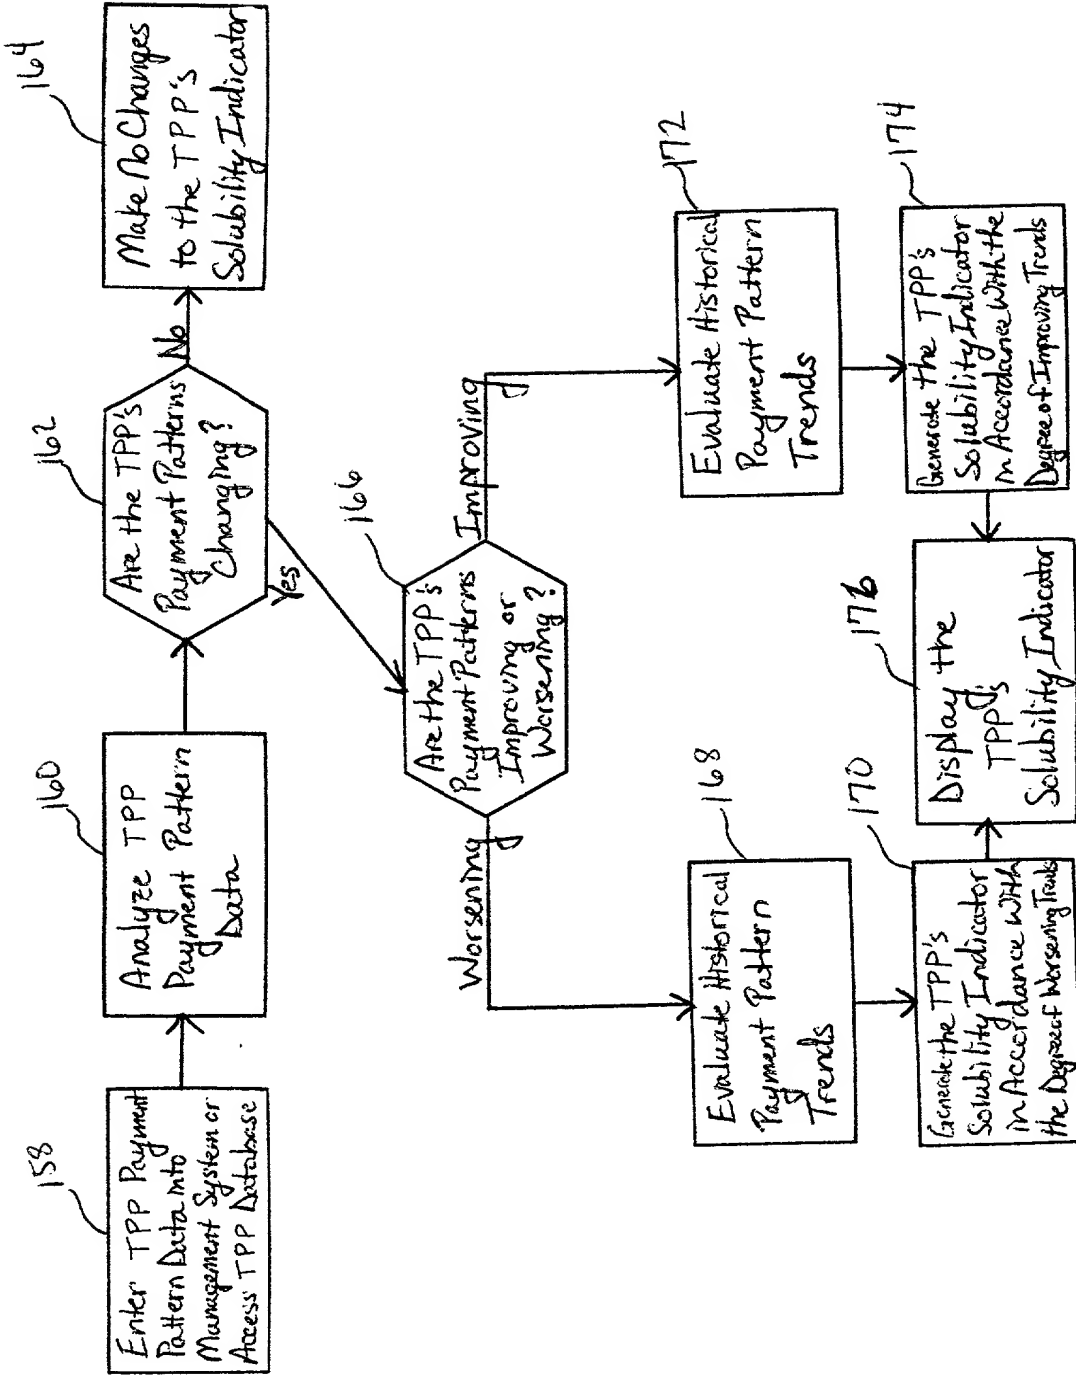 158
Enter TPP Payment
Pattern Data into
Management System or
Access TPP Database
160
Analyze TPP
Payment Pattern
Data
162
Are the TPP's
Payment Patterns
Changing?
No
Yes
164
Make No Changes
to the TPP's
Solubility Indicator
166
Are the TPP's
Payment Patterns
Improving or
Worsening?
Worsening
Improving
168
Evaluate Historical
Payment Pattern
Trends
170
Generate the TPP's
Solubility Indicator
in Accordance With
the Degree of Worsening Trends
172
Evaluate Historical
Payment Pattern
Trends
174
Generate the TPP's
Solubility Indicator
in Accordance With the
Degree of Improving Trends
176
Display the
TPP's
Solubility Indicator